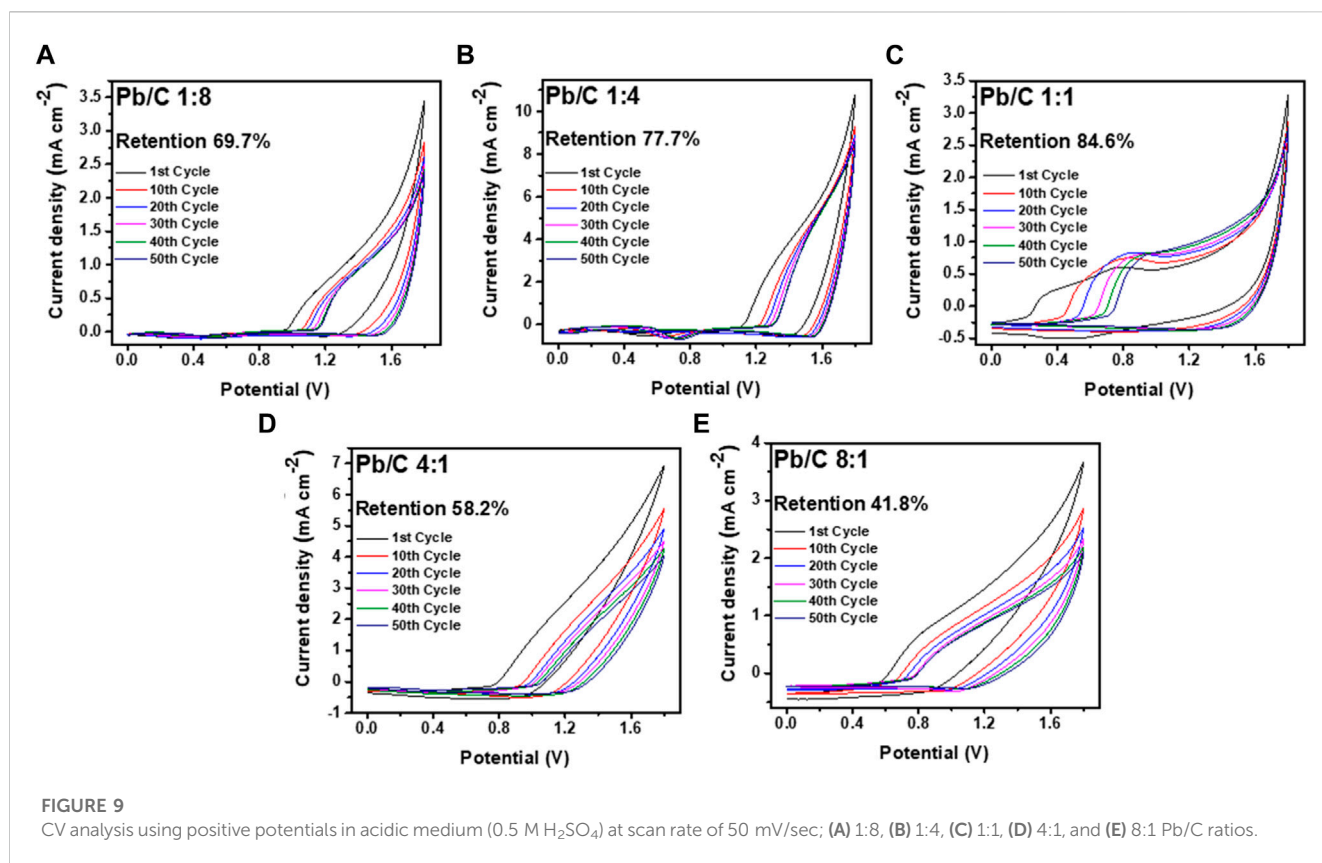 A
Pb/C 1:8
Retention 69.7%
1st Cycle
10th Cycle
20th Cycle
30th Cycle
40th Cycle
50th Cycle
3.5
3.0
2.5
2.0
1.5
1.0
0.5
0.0
Current density (mA cm⁻²)
0.0 0.4 0.8 1.2 1.6
Potential (V)
B
Pb/C 1:4
Retention 77.7%
1st Cycle
10th Cycle
20th Cycle
30th Cycle
40th Cycle
50th Cycle
10
8
6
4
2
0
Current density (mA cm⁻²)
0.0 0.4 0.8 1.2 1.6
Potential (V)
C
Pb/C 1:1
Retention 84.6%
1st Cycle
10th Cycle
20th Cycle
30th Cycle
40th Cycle
50th Cycle
3.5
3.0
2.5
2.0
1.5
1.0
0.5
0.0
-0.5
Current density (mA cm⁻²)
0.0 0.4 0.8 1.2 1.6
Potential (V)
D
Pb/C 4:1
Retention 58.2%
1st Cycle
10th Cycle
20th Cycle
30th Cycle
40th Cycle
50th Cycle
7
6
5
4
3
2
1
0
-1
Current density (mA cm⁻²)
0.0 0.4 0.8 1.2 1.6
Potential (V)
E
Pb/C 8:1
Retention 41.8%
1st Cycle
10th Cycle
20th Cycle
30th Cycle
40th Cycle
50th Cycle
4
3
2
1
0
Current density (mA cm⁻²)
0.0 0.4 0.8 1.2 1.6
Potential (V)
FIGURE 9
CV analysis using positive potentials in acidic medium (0.5 M H₂SO₄) at scan rate of 50 mV/sec; (A) 1:8, (B) 1:4, (C) 1:1, (D) 4:1, and (E) 8:1 Pb/C ratios.